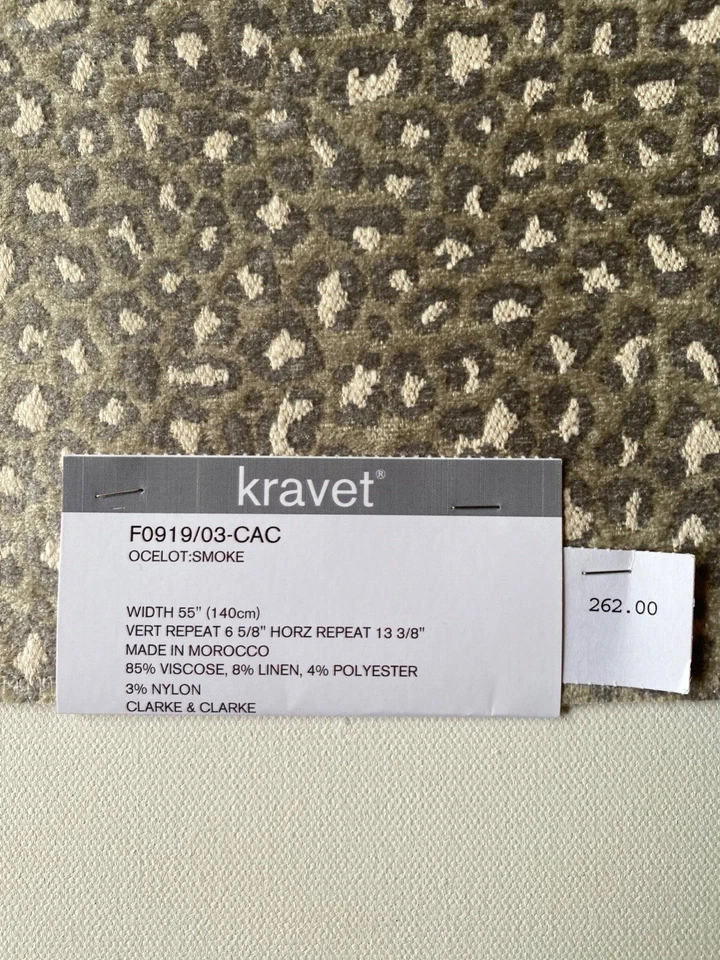 kravet®
F0919/03-CAC
OCELOT:SMOKE
WIDTH 55" (140cm)
VERT REPEAT 6 5/8" HORZ REPEAT 13 3/8"
MADE IN MOROCCO
85% VISCOSE, 8% LINEN, 4% POLYESTER
3% NYLON
CLARKE & CLARKE
262.00